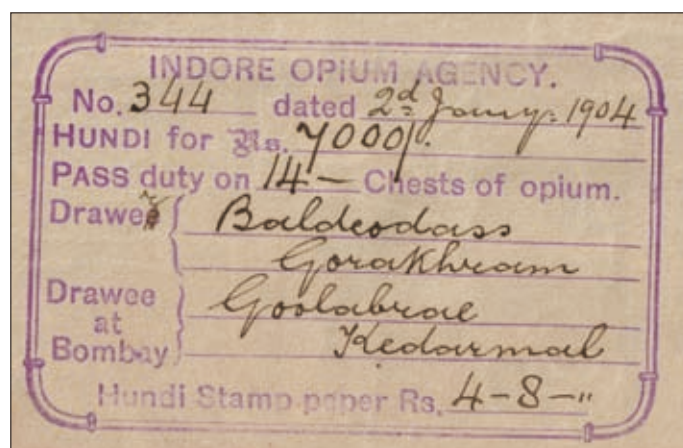 INDORE OPIUM AGENCY.
No. 344 dated 2d Jany. 1904
HUNDI for Rs. 7000/.
PASS duty on 14 — Chests of opium.
Drawer Baldeodass
Gorakhram
Drawee at Bombay Goolabrae
Kedarmal
Hundi Stamp paper Rs. 4-8-"